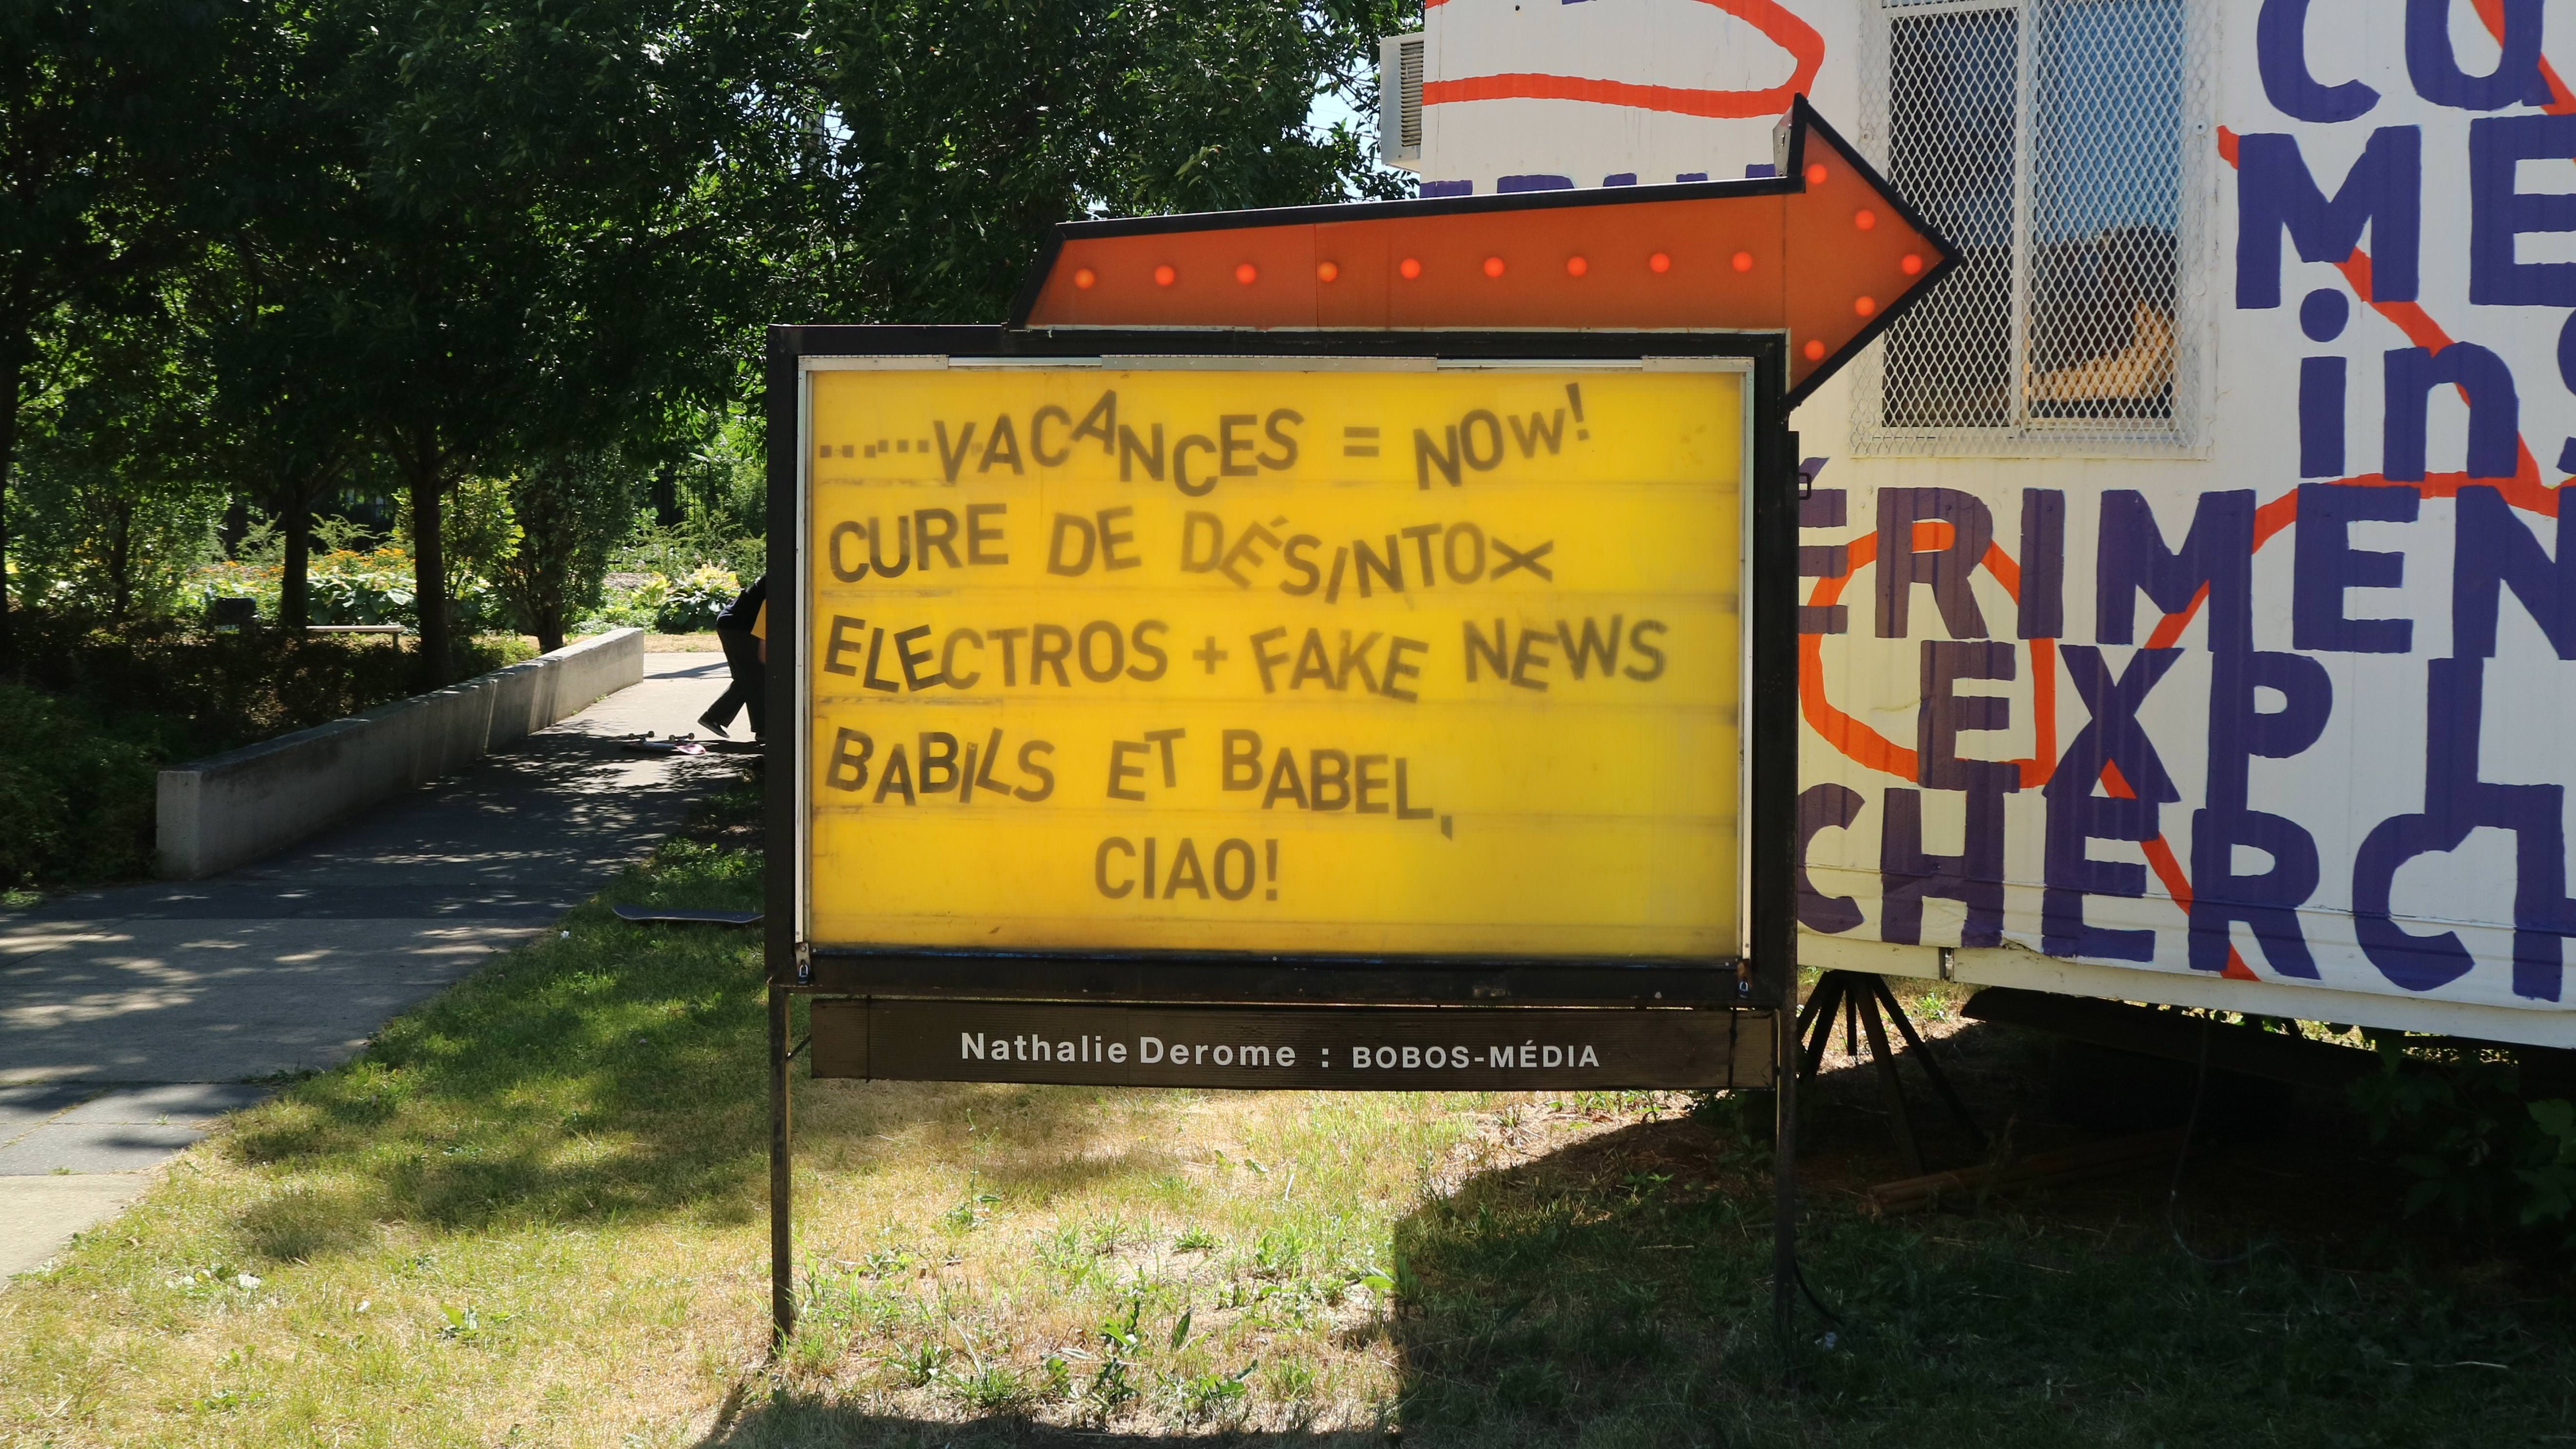 ......VACANCES = NOW!
CURE DE DÉSINTOX
ELECTROS + FAKE NEWS
BABILS ET BABEL,
CIAO!
Nathalie Derome : BOBOS-MÉDIA